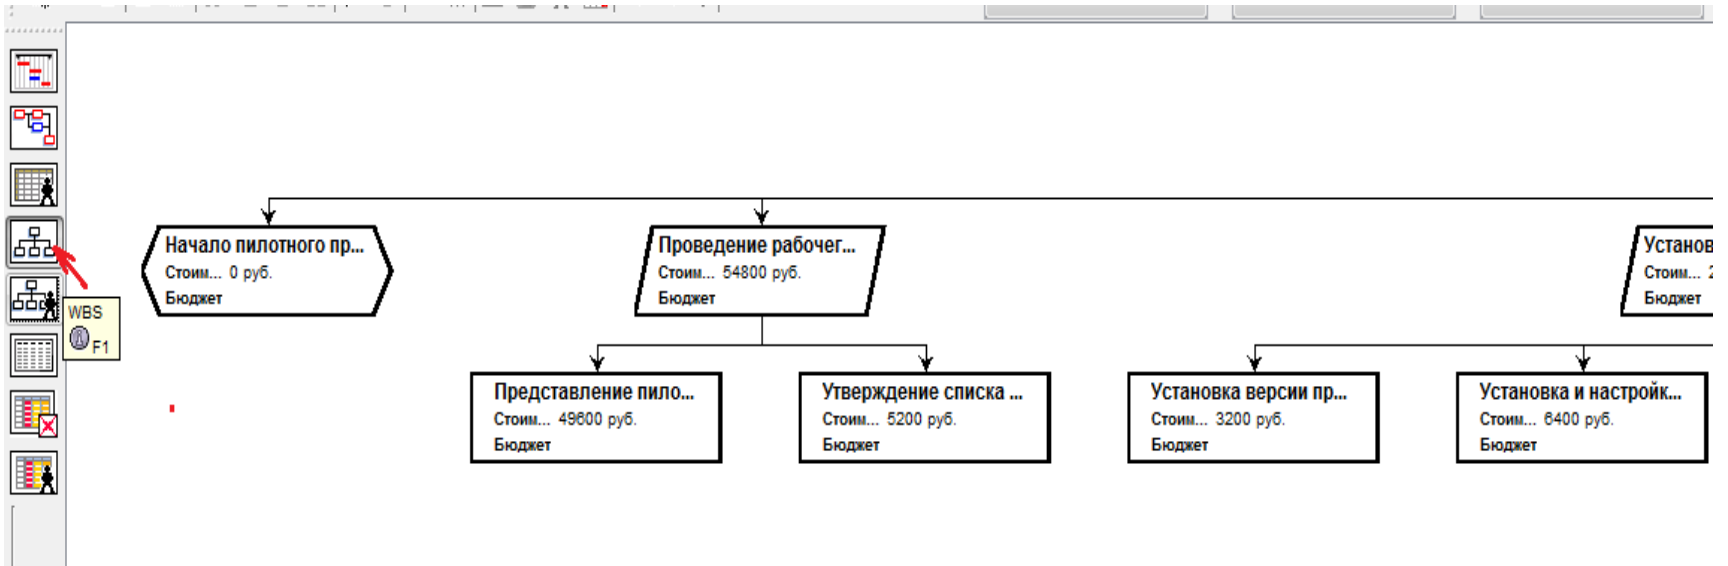 Начало пилотного пр...
Стоим... 0 руб.
Бюджет
Проведение рабочег...
Стоим... 54800 руб.
Бюджет
Установ
Стоим... 2
Бюджет
WBS
F1
Представление пило...
Стоим... 49600 руб.
Бюджет
Утверждение списка ...
Стоим... 5200 руб.
Бюджет
Установка версии пр...
Стоим... 3200 руб.
Бюджет
Установка и настройк...
Стоим... 6400 руб.
Бюджет